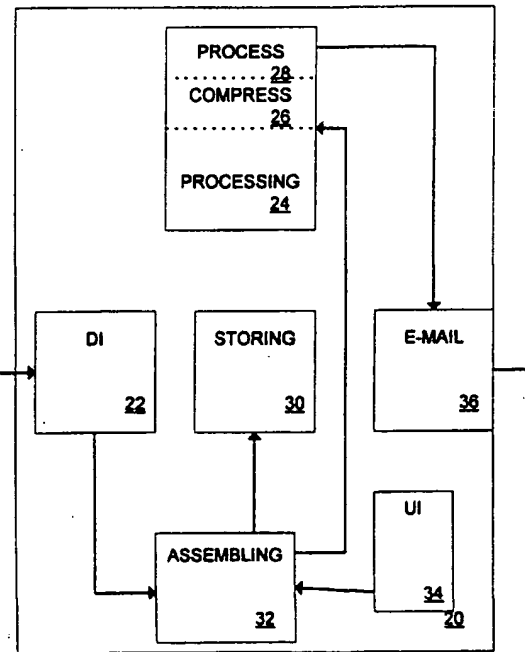 PROCESS
28
COMPRESS
26
PROCESSING
24
DI
22
STORING
30
E-MAIL
36
ASSEMBLING
32
UI
34
20